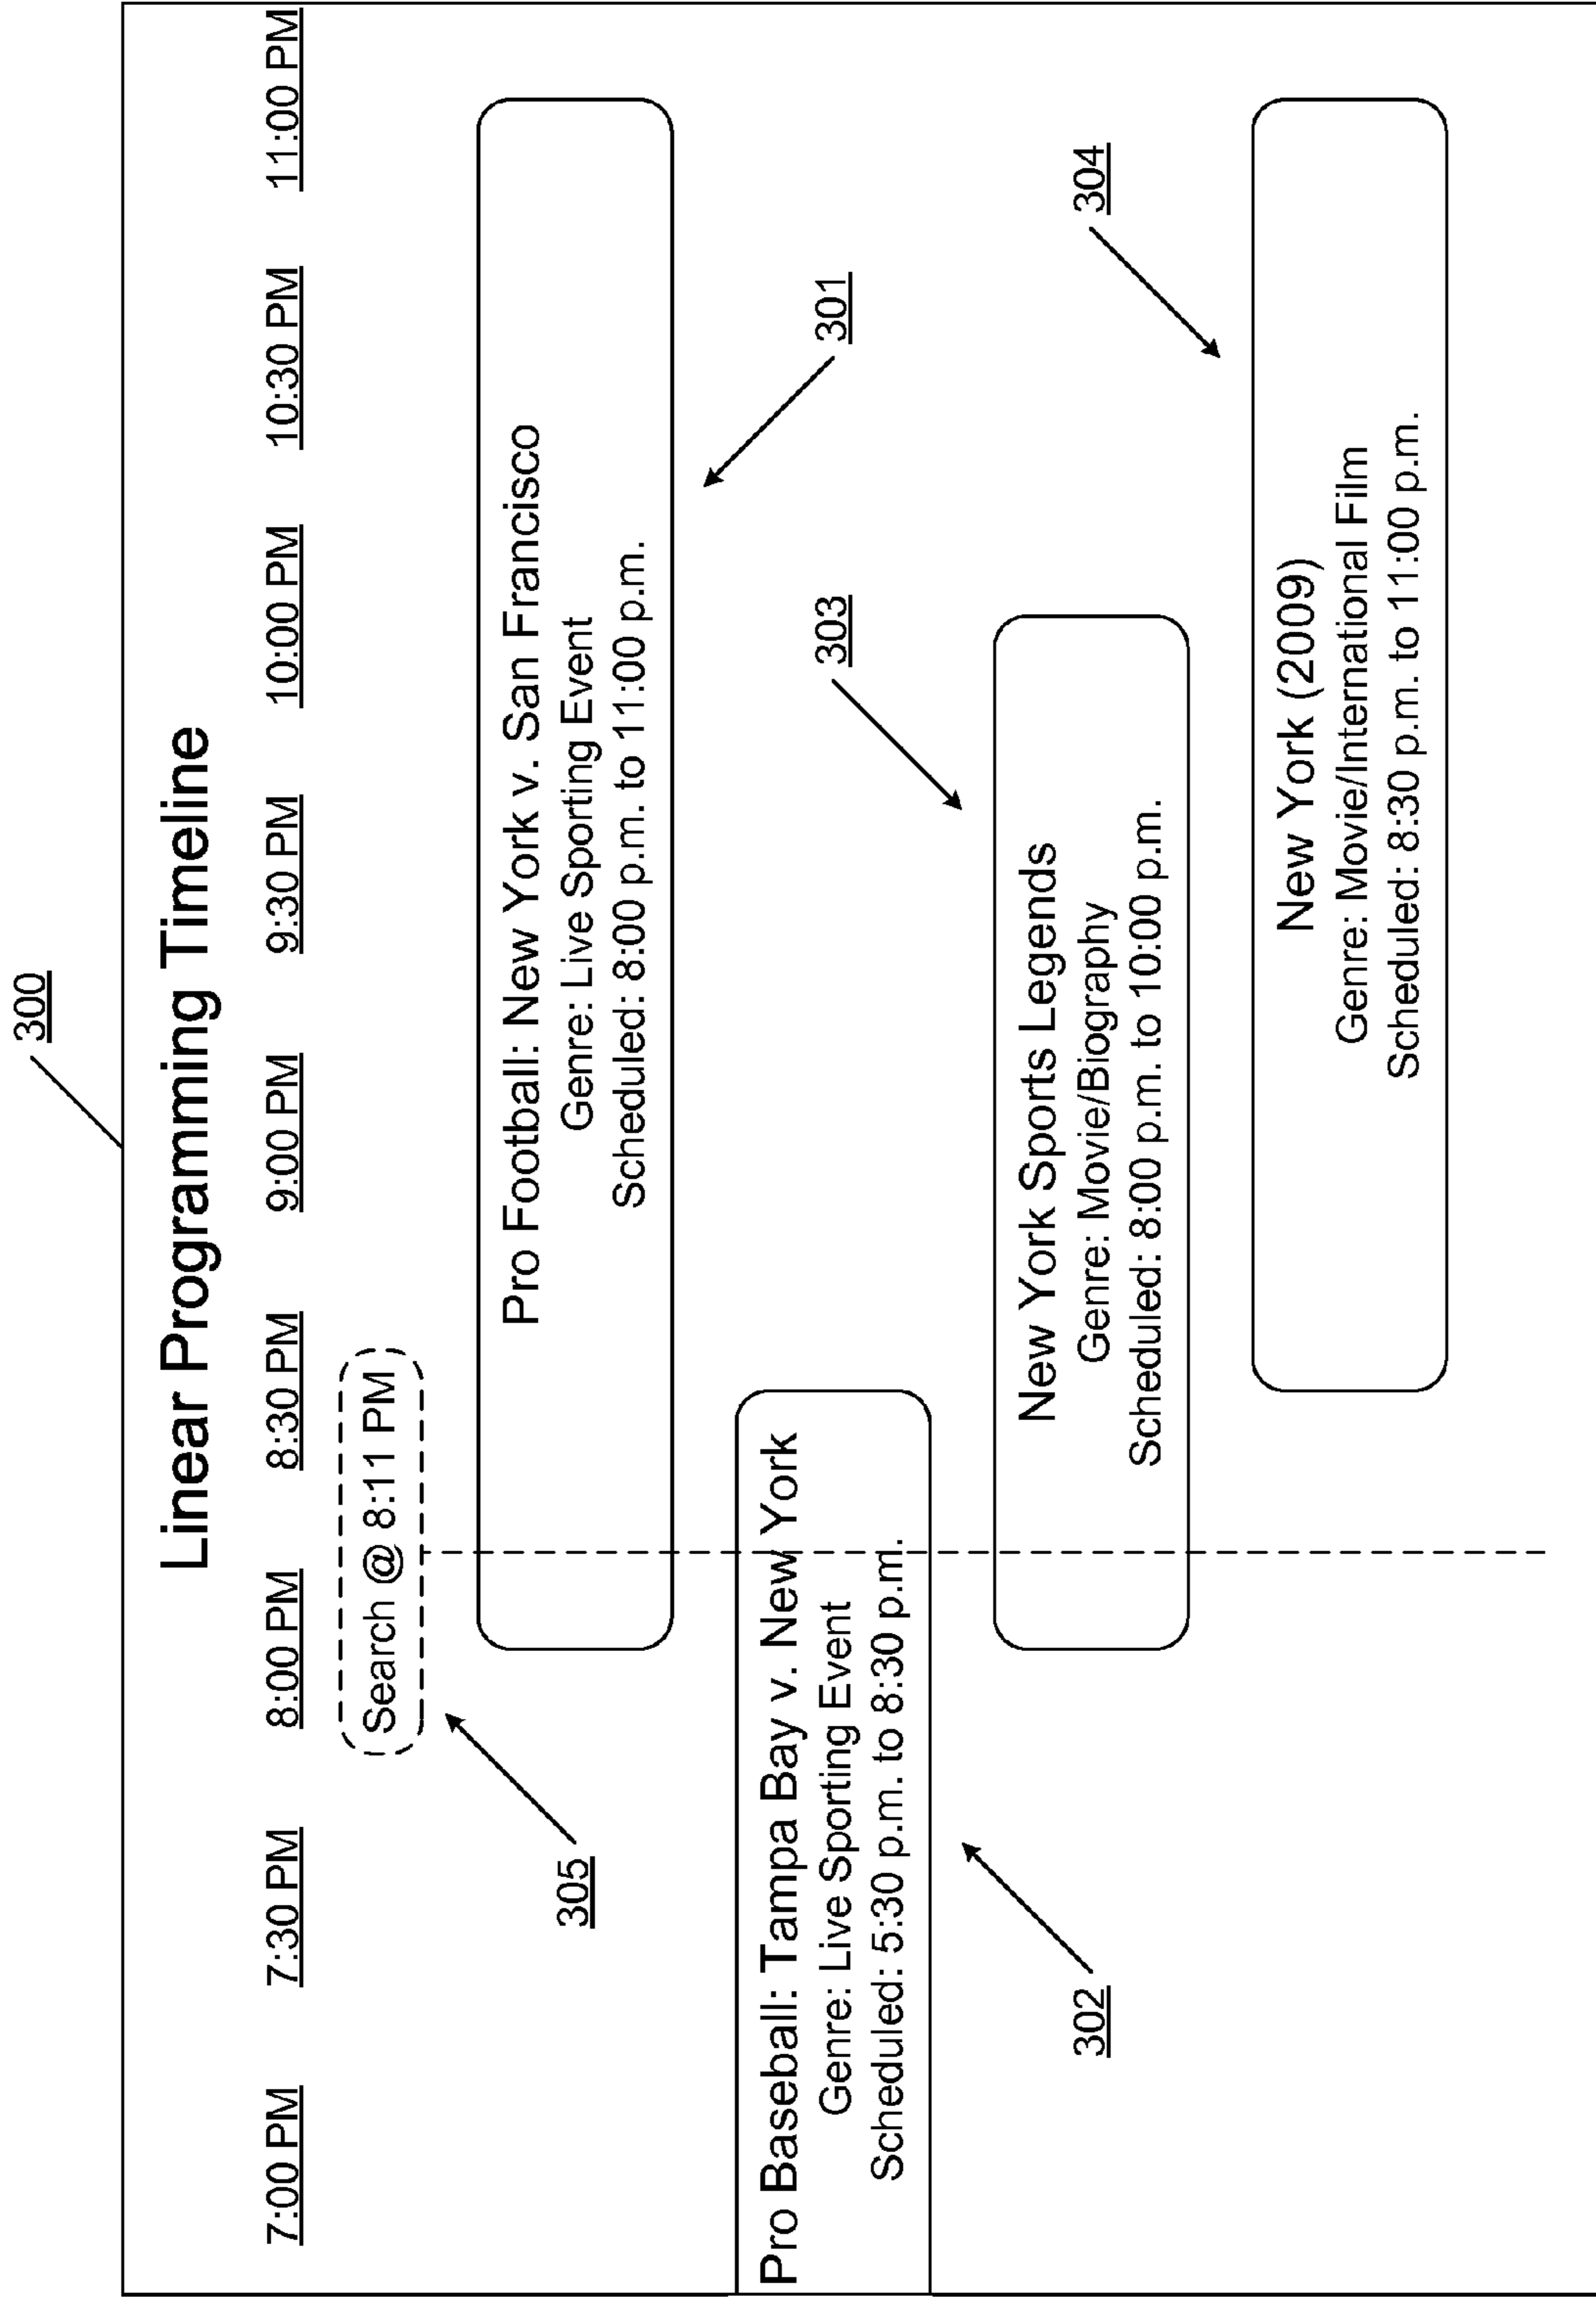 300
Linear Programming Timeline
7:00 PM 7:30 PM 8:00 PM 8:30 PM 9:00 PM 9:30 PM 10:00 PM 10:30 PM 11:00 PM
Search @ 8:11 PM
305
Pro Football: New York v. San Francisco
Genre: Live Sporting Event
Scheduled: 8:00 p.m. to 11:00 p.m.
301
Pro Baseball: Tampa Bay v. New York
Genre: Live Sporting Event
Scheduled: 5:30 p.m. to 8:30 p.m.
302
303
New York Sports Legends
Genre: Movie/Biography
Scheduled: 8:00 p.m. to 10:00 p.m.
304
New York (2009)
Genre: Movie/International Film
Scheduled: 8:30 p.m. to 11:00 p.m.